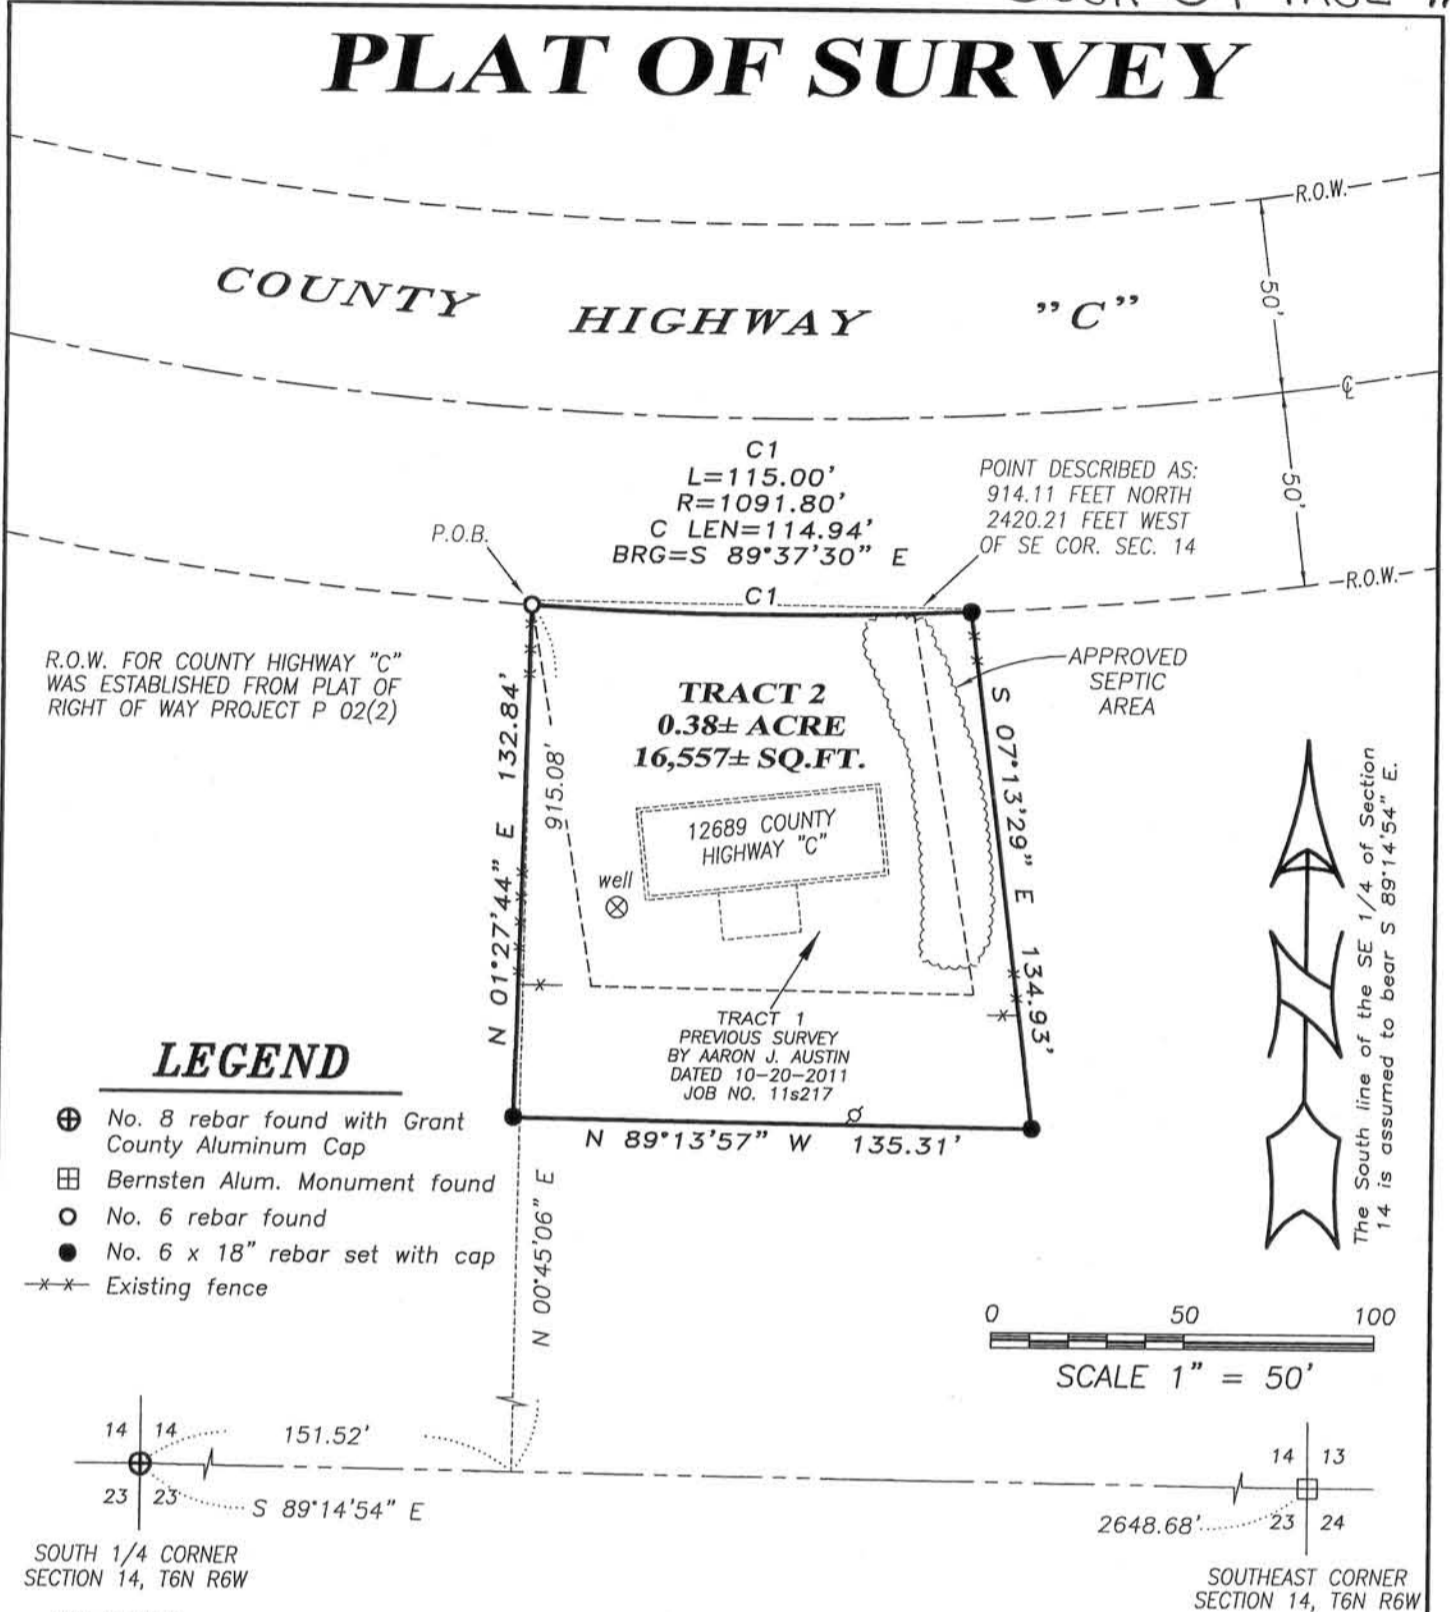 PLAT OF SURVEY
R.O.W.
COUNTY HIGHWAY "C"
50'
℄
50'
C1
L=115.00'
R=1091.80'
C LEN=114.94'
BRG=S 89°37'30" E
POINT DESCRIBED AS:
914.11 FEET NORTH
2420.21 FEET WEST
OF SE COR. SEC. 14
P.O.B.
C1
R.O.W.
R.O.W. FOR COUNTY HIGHWAY "C"
WAS ESTABLISHED FROM PLAT OF
RIGHT OF WAY PROJECT P 02(2)
APPROVED
SEPTIC
AREA
TRACT 2
0.38± ACRE
16,557± SQ.FT.
N 01°27'44" E 132.84'
915.08'
S 07°13'29" E 134.93'
12689 COUNTY
HIGHWAY "C"
well
TRACT 1
PREVIOUS SURVEY
BY AARON J. AUSTIN
DATED 10-20-2011
JOB NO. 11s217
N 89°13'57" W 135.31'
The South line of the SE 1/4 of Section
14 is assumed to bear S 89°14'54" E.
LEGEND
No. 8 rebar found with Grant
County Aluminum Cap
Bernsten Alum. Monument found
No. 6 rebar found
No. 6 x 18" rebar set with cap
Existing fence
N 00°45'06" E
0 50 100
SCALE 1" = 50'
14 14
23 23
151.52'
S 89°14'54" E
SOUTH 1/4 CORNER
SECTION 14, T6N R6W
14 13
23 24
2648.68'
SOUTHEAST CORNER
SECTION 14, T6N R6W